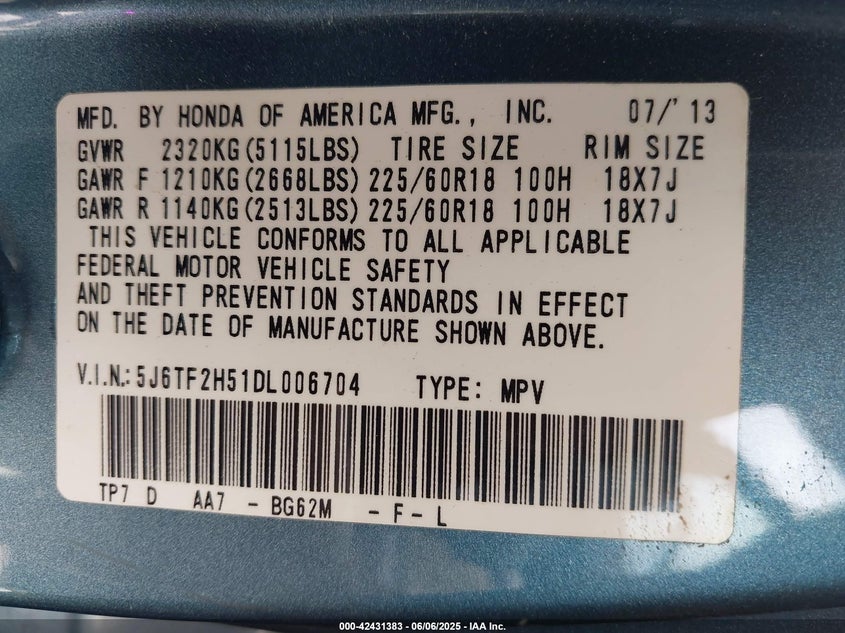 MFD. BY HONDA OF AMERICA MFG., INC. 07/'13
GVWR 2320KG(5115LBS) TIRE SIZE RIM SIZE
GAWR F 1210KG(2668LBS) 225/60R18 100H 18X7J
GAWR R 1140KG(2513LBS) 225/60R18 100H 18X7J
THIS VEHICLE CONFORMS TO ALL APPLICABLE
FEDERAL MOTOR VEHICLE SAFETY
AND THEFT PREVENTION STANDARDS IN EFFECT
ON THE DATE OF MANUFACTURE SHOWN ABOVE.
V.I.N.: 5J6TF2H51DL006704 TYPE: MPV
TP7 D AA7 - BG62M - F - L
000-42431383 - 06/06/2025 - IAA Inc.